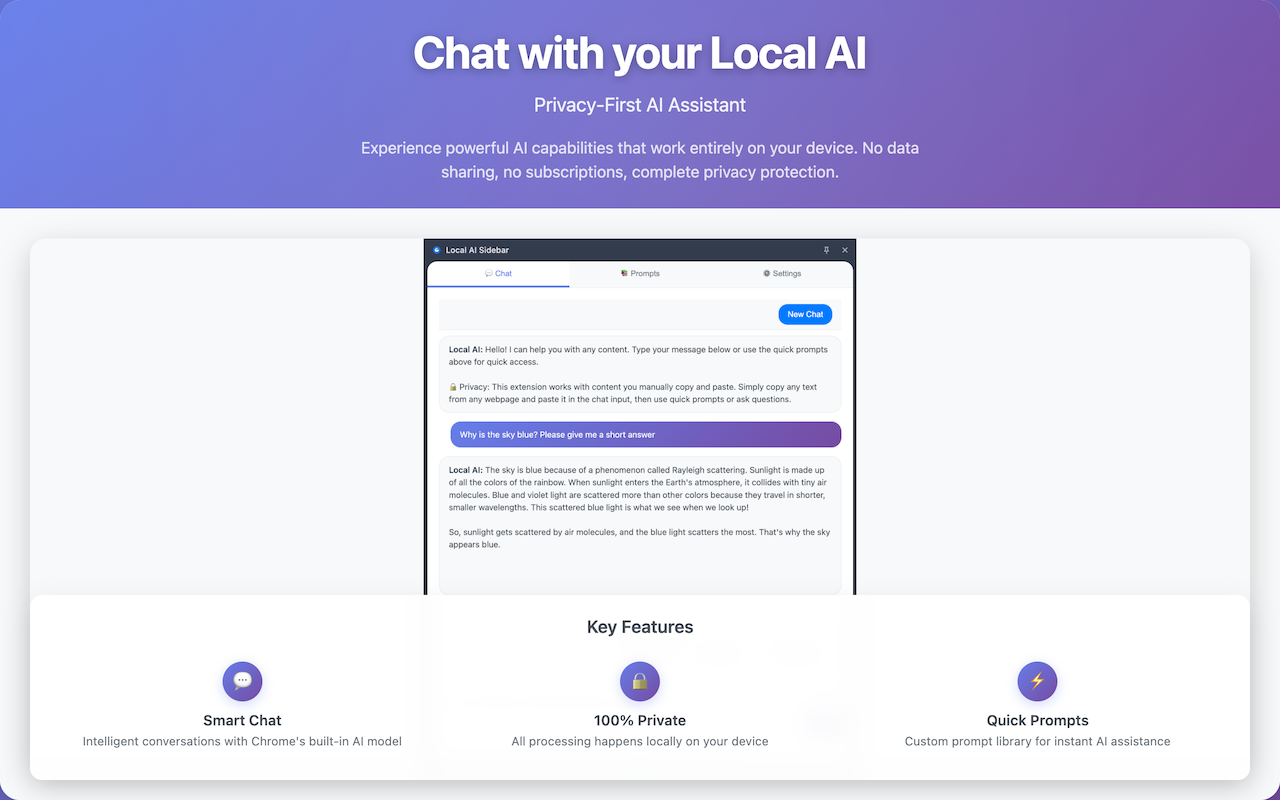 Chat with your Local AI
Privacy-First AI Assistant
Experience powerful AI capabilities that work entirely on your device. No data
sharing, no subscriptions, complete privacy protection.
Local AI Sidebar
Chat
Prompts
Settings
New Chat
Local AI: Hello! I can help you with any content. Type your message below or use the quick prompts
above for quick access.
Privacy: This extension works with content you manually copy and paste. Simply copy any text
from any webpage and paste it in the chat input, then use quick prompts or ask questions.
Why is the sky blue? Please give me a short answer
Local AI: The sky is blue because of a phenomenon called Rayleigh scattering. Sunlight is made up
of all the colors of the rainbow. When sunlight enters the Earth's atmosphere, it collides with tiny air
molecules. Blue and violet light are scattered more than other colors because they travel in shorter,
smaller wavelengths. This scattered blue light is what we see when we look up!
So, sunlight gets scattered by air molecules, and the blue light scatters the most. That's why the sky
appears blue.
Key Features
Smart Chat
Intelligent conversations with Chrome's built-in AI model
100% Private
All processing happens locally on your device
Quick Prompts
Custom prompt library for instant AI assistance